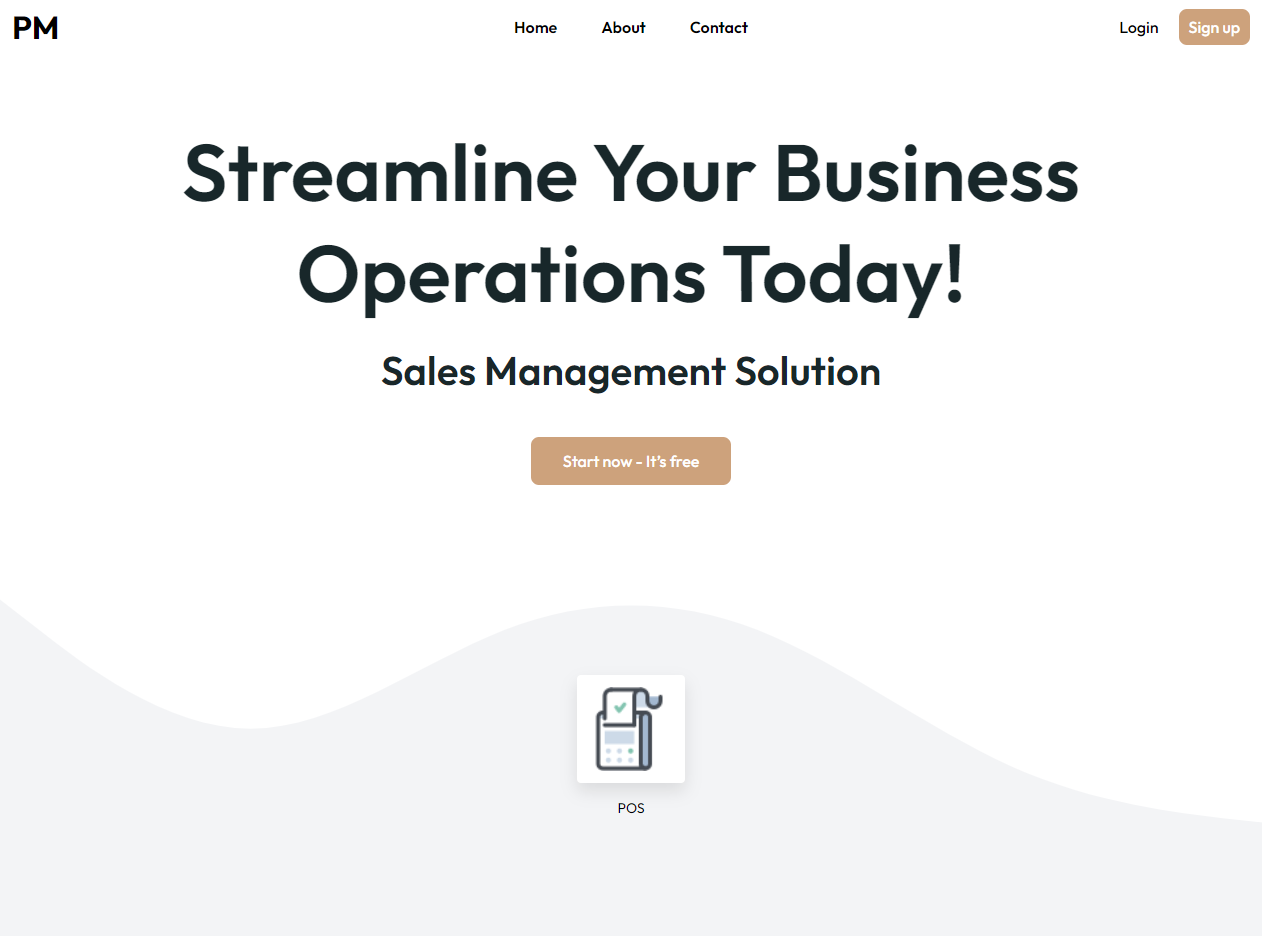 PM
Home
About
Contact
Login
Sign up
Streamline Your Business
Operations Today!
Sales Management Solution
Start now - It's free
POS